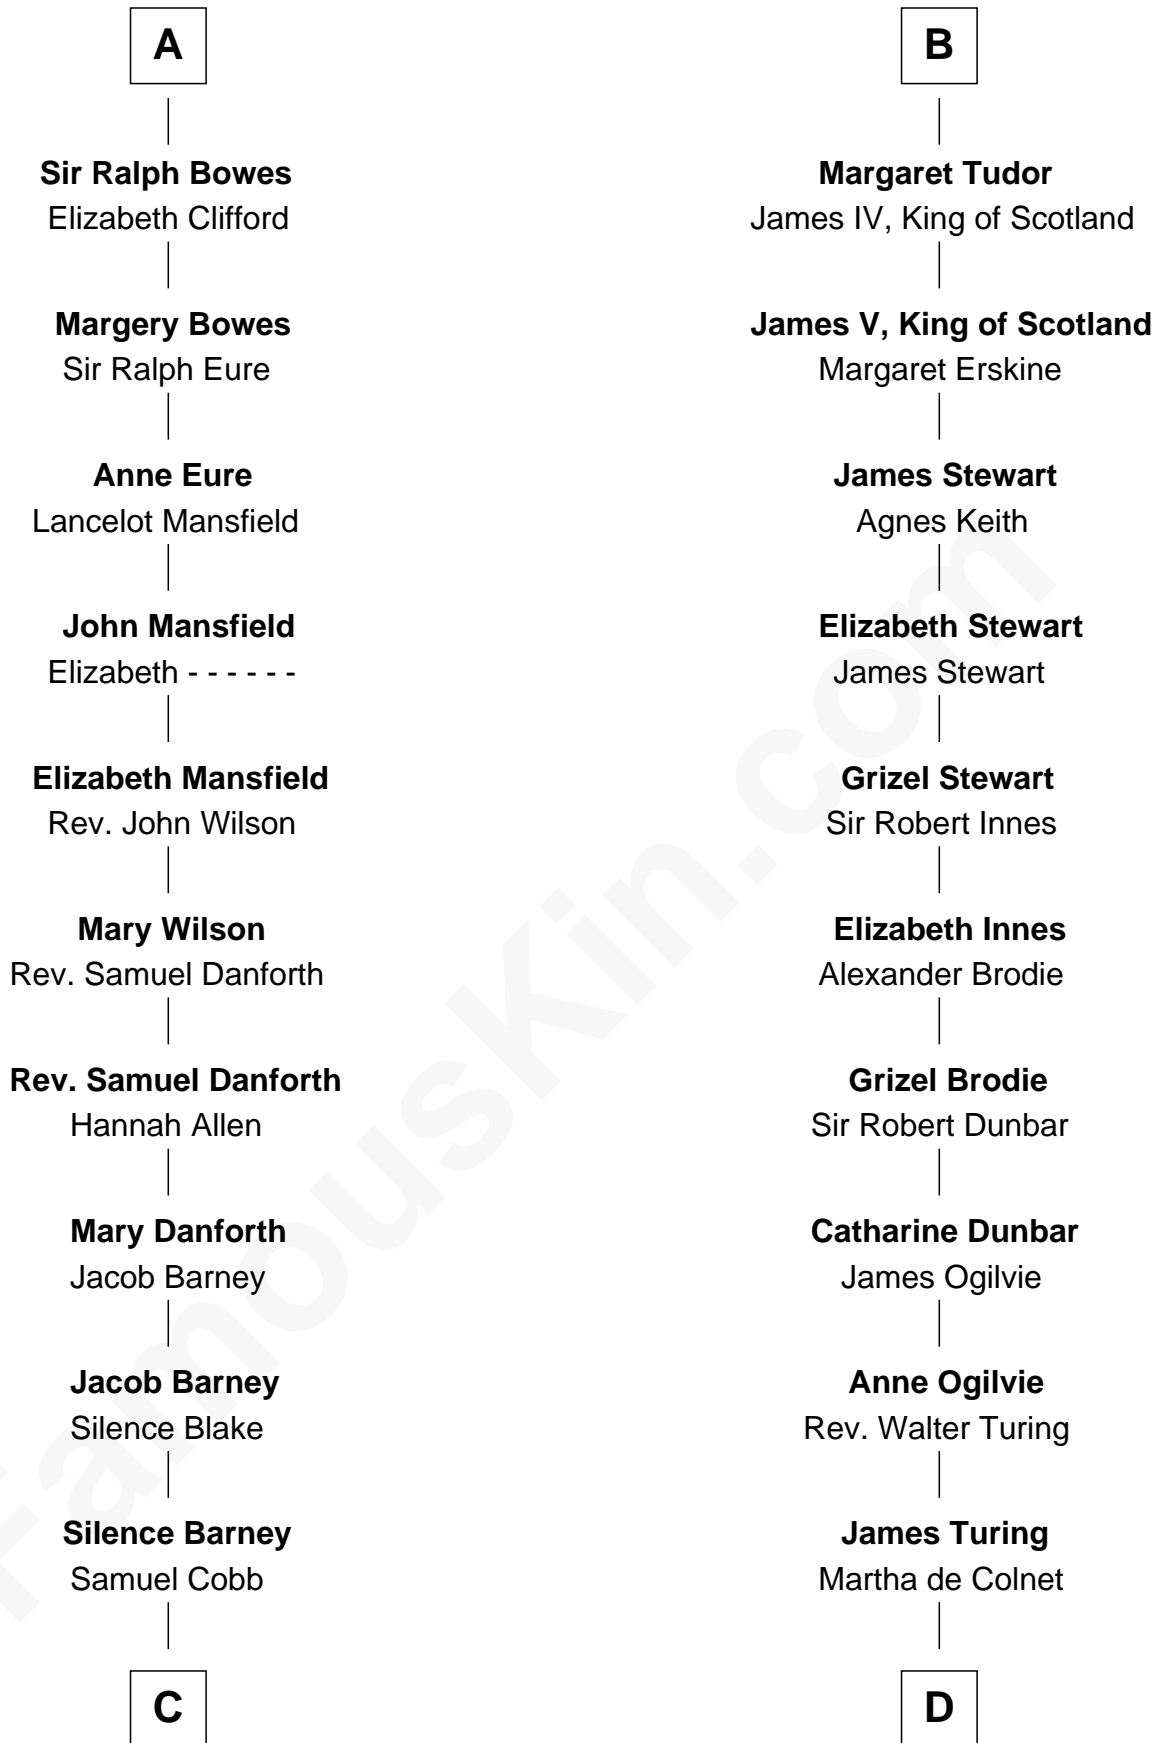 A
Sir Ralph Bowes
Elizabeth Clifford
Margery Bowes
Sir Ralph Eure
Anne Eure
Lancelot Mansfield
John Mansfield
Elizabeth - - - - - -
Elizabeth Mansfield
Rev. John Wilson
Mary Wilson
Rev. Samuel Danforth
Rev. Samuel Danforth
Hannah Allen
Mary Danforth
Jacob Barney
Jacob Barney
Silence Blake
Silence Barney
Samuel Cobb
C
B
Margaret Tudor
James IV, King of Scotland
James V, King of Scotland
Margaret Erskine
James Stewart
Agnes Keith
Elizabeth Stewart
James Stewart
Grizel Stewart
Sir Robert Innes
Elizabeth Innes
Alexander Brodie
Grizel Brodie
Sir Robert Dunbar
Catharine Dunbar
James Ogilvie
Anne Ogilvie
Rev. Walter Turing
James Turing
Martha de Colnet
D
FamousKin.com